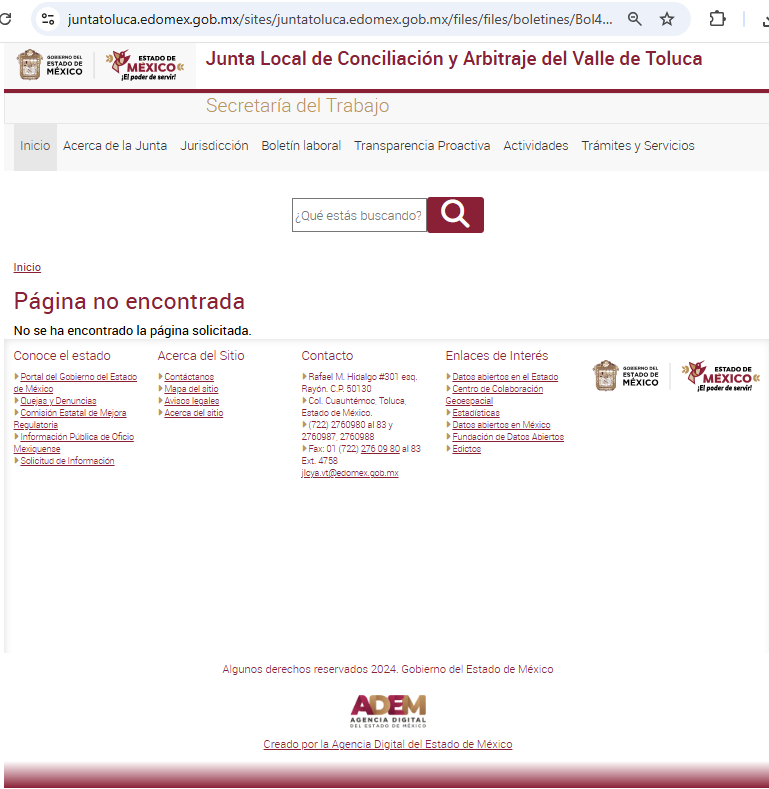 juntatoluca.edomex.gob.mx/sites/juntatoluca.edomex.gob.mx/files/files/boletines/Bol4...
GOBIERNO DEL
ESTADO DE
MÉXICO
ESTADO DE
MÉXICO
¡El poder de servir!
Junta Local de Conciliación y Arbitraje del Valle de Toluca
Secretaría del Trabajo
Inicio Acerca de la Junta Jurisdicción Boletín laboral Transparencia Proactiva Actividades Trámites y Servicios
¿Qué estás buscando?
Inicio
Página no encontrada
No se ha encontrado la página solicitada.
Conoce el estado
Portal del Gobierno del Estado
de México
Quejas y Denuncias
Comisión Estatal de Mejora
Regulatoria
Información Pública de Oficio
Mexiquense
Solicitud de Información
Acerca del Sitio
Contáctanos
Mapa del sitio
Avisos legales
Acerca del sitio
Contacto
Rafael M. Hidalgo #301 esq.
Rayón. C.P. 50130
Col. Cuauhtémoc, Toluca,
Estado de México.
(722) 2760980 al 83 y
2760987, 2760988
Fax: 01 (722) 276 09 80 al 83
Ext. 4758
jlcya.vt@edomex.gob.mx
Enlaces de Interés
Datos abiertos en el Estado
Centro de Colaboración
Geoespacial
Estadísticas
Datos abiertos en México
Fundación de Datos Abiertos
Edictos
GOBIERNO DEL
ESTADO DE
MÉXICO
ESTADO DE
MÉXICO
¡El poder de servir!
Algunos derechos reservados 2024. Gobierno del Estado de México
ADEM
AGENCIA DIGITAL
DEL ESTADO DE MÉXICO
Creado por la Agencia Digital del Estado de México